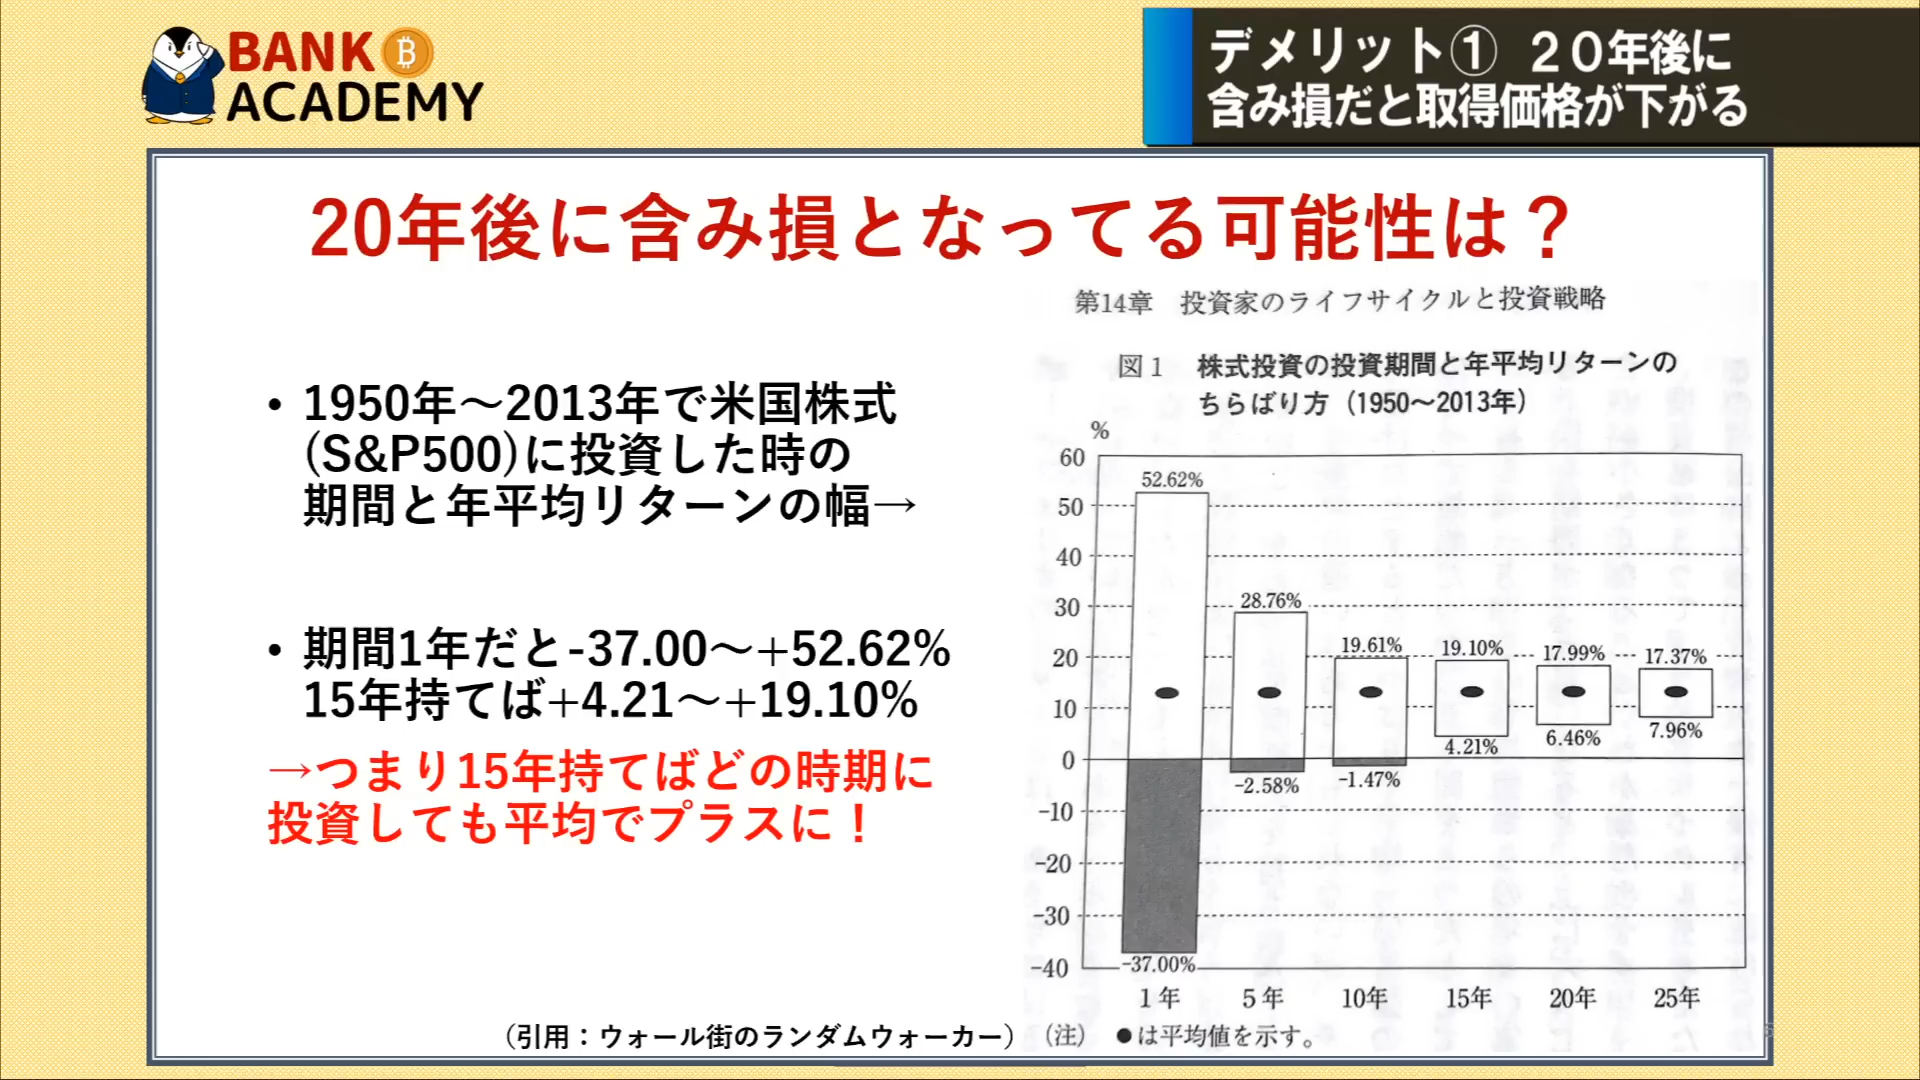 BANK
ACADEMY
デメリット① 20年後に
含み損だと取得価格が下がる
20年後に含み損となってる可能性は？
• 1950年～2013年で米国株式
(S&P500)に投資した時の
期間と年平均リターンの幅→
• 期間1年だと-37.00～+52.62%
15年持てば+4.21～+19.10%
→つまり15年持てばどの時期に
投資しても平均でプラスに！
（引用：ウォール街のランダムウォーカー）
第14章 投資家のライフサイクルと投資戦略
図1 株式投資の投資期間と年平均リターンの
ちらばり方（1950～2013年）
%
60
50
40
30
20
10
0
-10
-20
-30
-40
52.62%
28.76%
19.61%
19.10%
17.99%
17.37%
-37.00%
-2.58%
-1.47%
4.21%
6.46%
7.96%
1年 5年 10年 15年 20年 25年
（注） ●は平均値を示す。